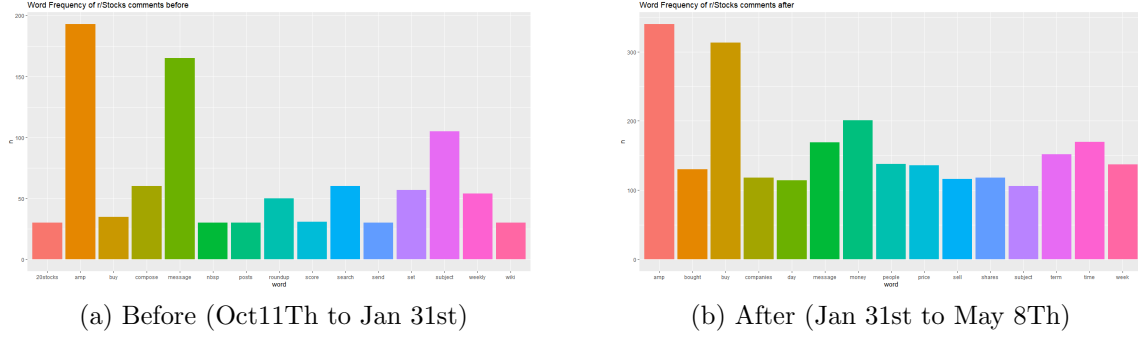 Word Frequency of r/Stocks comments before
200
150
100
50
0
n
20stocks amp buy compose message nbsp posts roundup score search send set subject weekly wiki
word
(a) Before (Oct11Th to Jan 31st)
Word Frequency of r/Stocks comments after
300
200
100
0
n
amp bought buy companies day message money people price sell shares subject term time week
word
(b) After (Jan 31st to May 8Th)